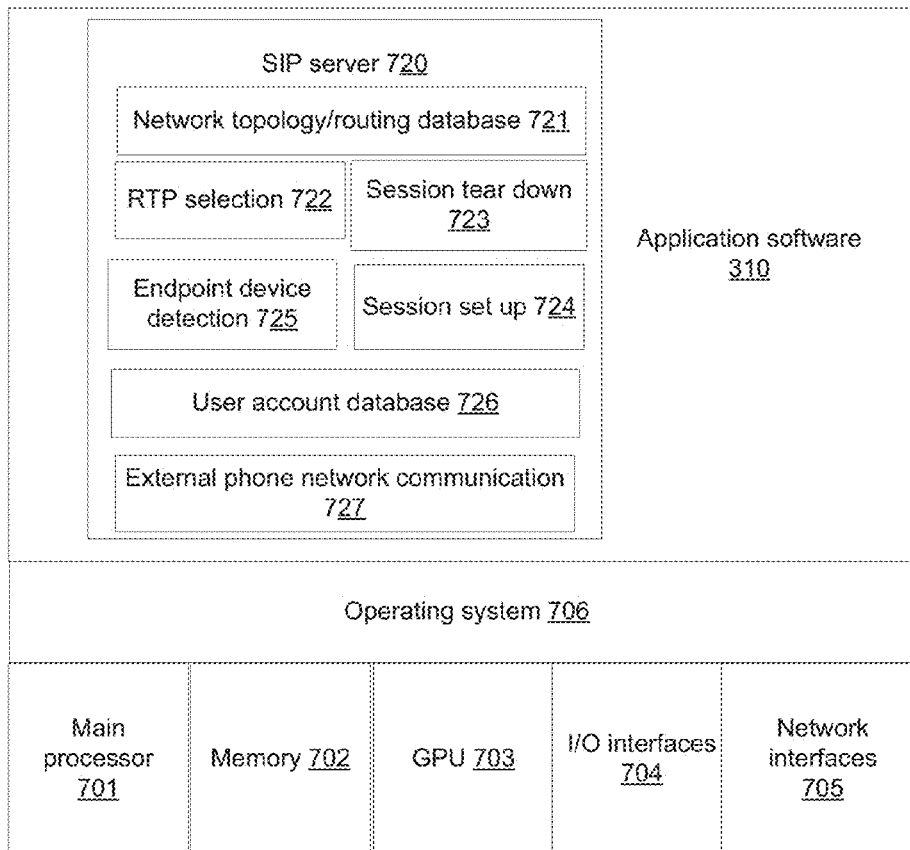 SIP server 720
Network topology/routing database 721
RTP selection 722
Session tear down
723
Application software
310
Endpoint device
detection 725
Session set up 724
User account database 726
External phone network communication
727
Operating system 706
Main
processor
701
Memory 702
GPU 703
I/O interfaces
704
Network
interfaces
705